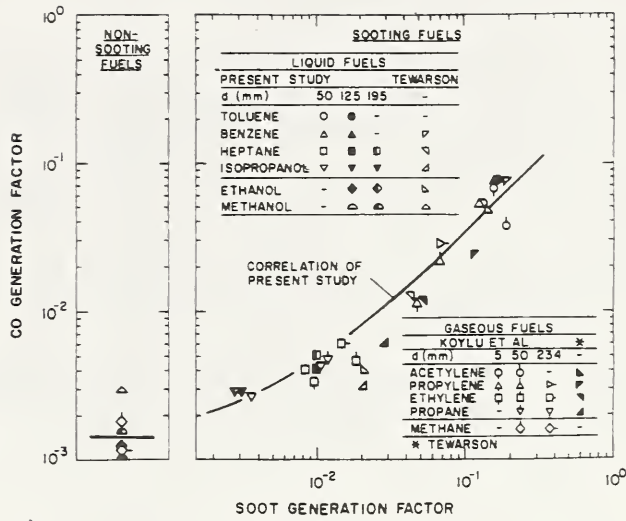 10⁰
NON-
SOOTING
FUELS
SOOTING FUELS
LIQUID FUELS
PRESENT STUDY TEWARSON
d (mm) 50 125 195 -
TOLUENE - -
BENZENE -
HEPTANE
ISOPROPANOL
ETHANOL -
METHANOL -
10⁻¹
CO GENERATION FACTOR
CORRELATION OF
PRESENT STUDY
10⁻²
GASEOUS FUELS
KOYLU ET AL *
d (mm) 5 50 234 -
ACETYLENE -
PROPYLENE
ETHYLENE
PROPANE - -
METHANE - -
* TEWARSON
10⁻³
10⁻² 10⁻¹ 10⁰
SOOT GENERATION FACTOR